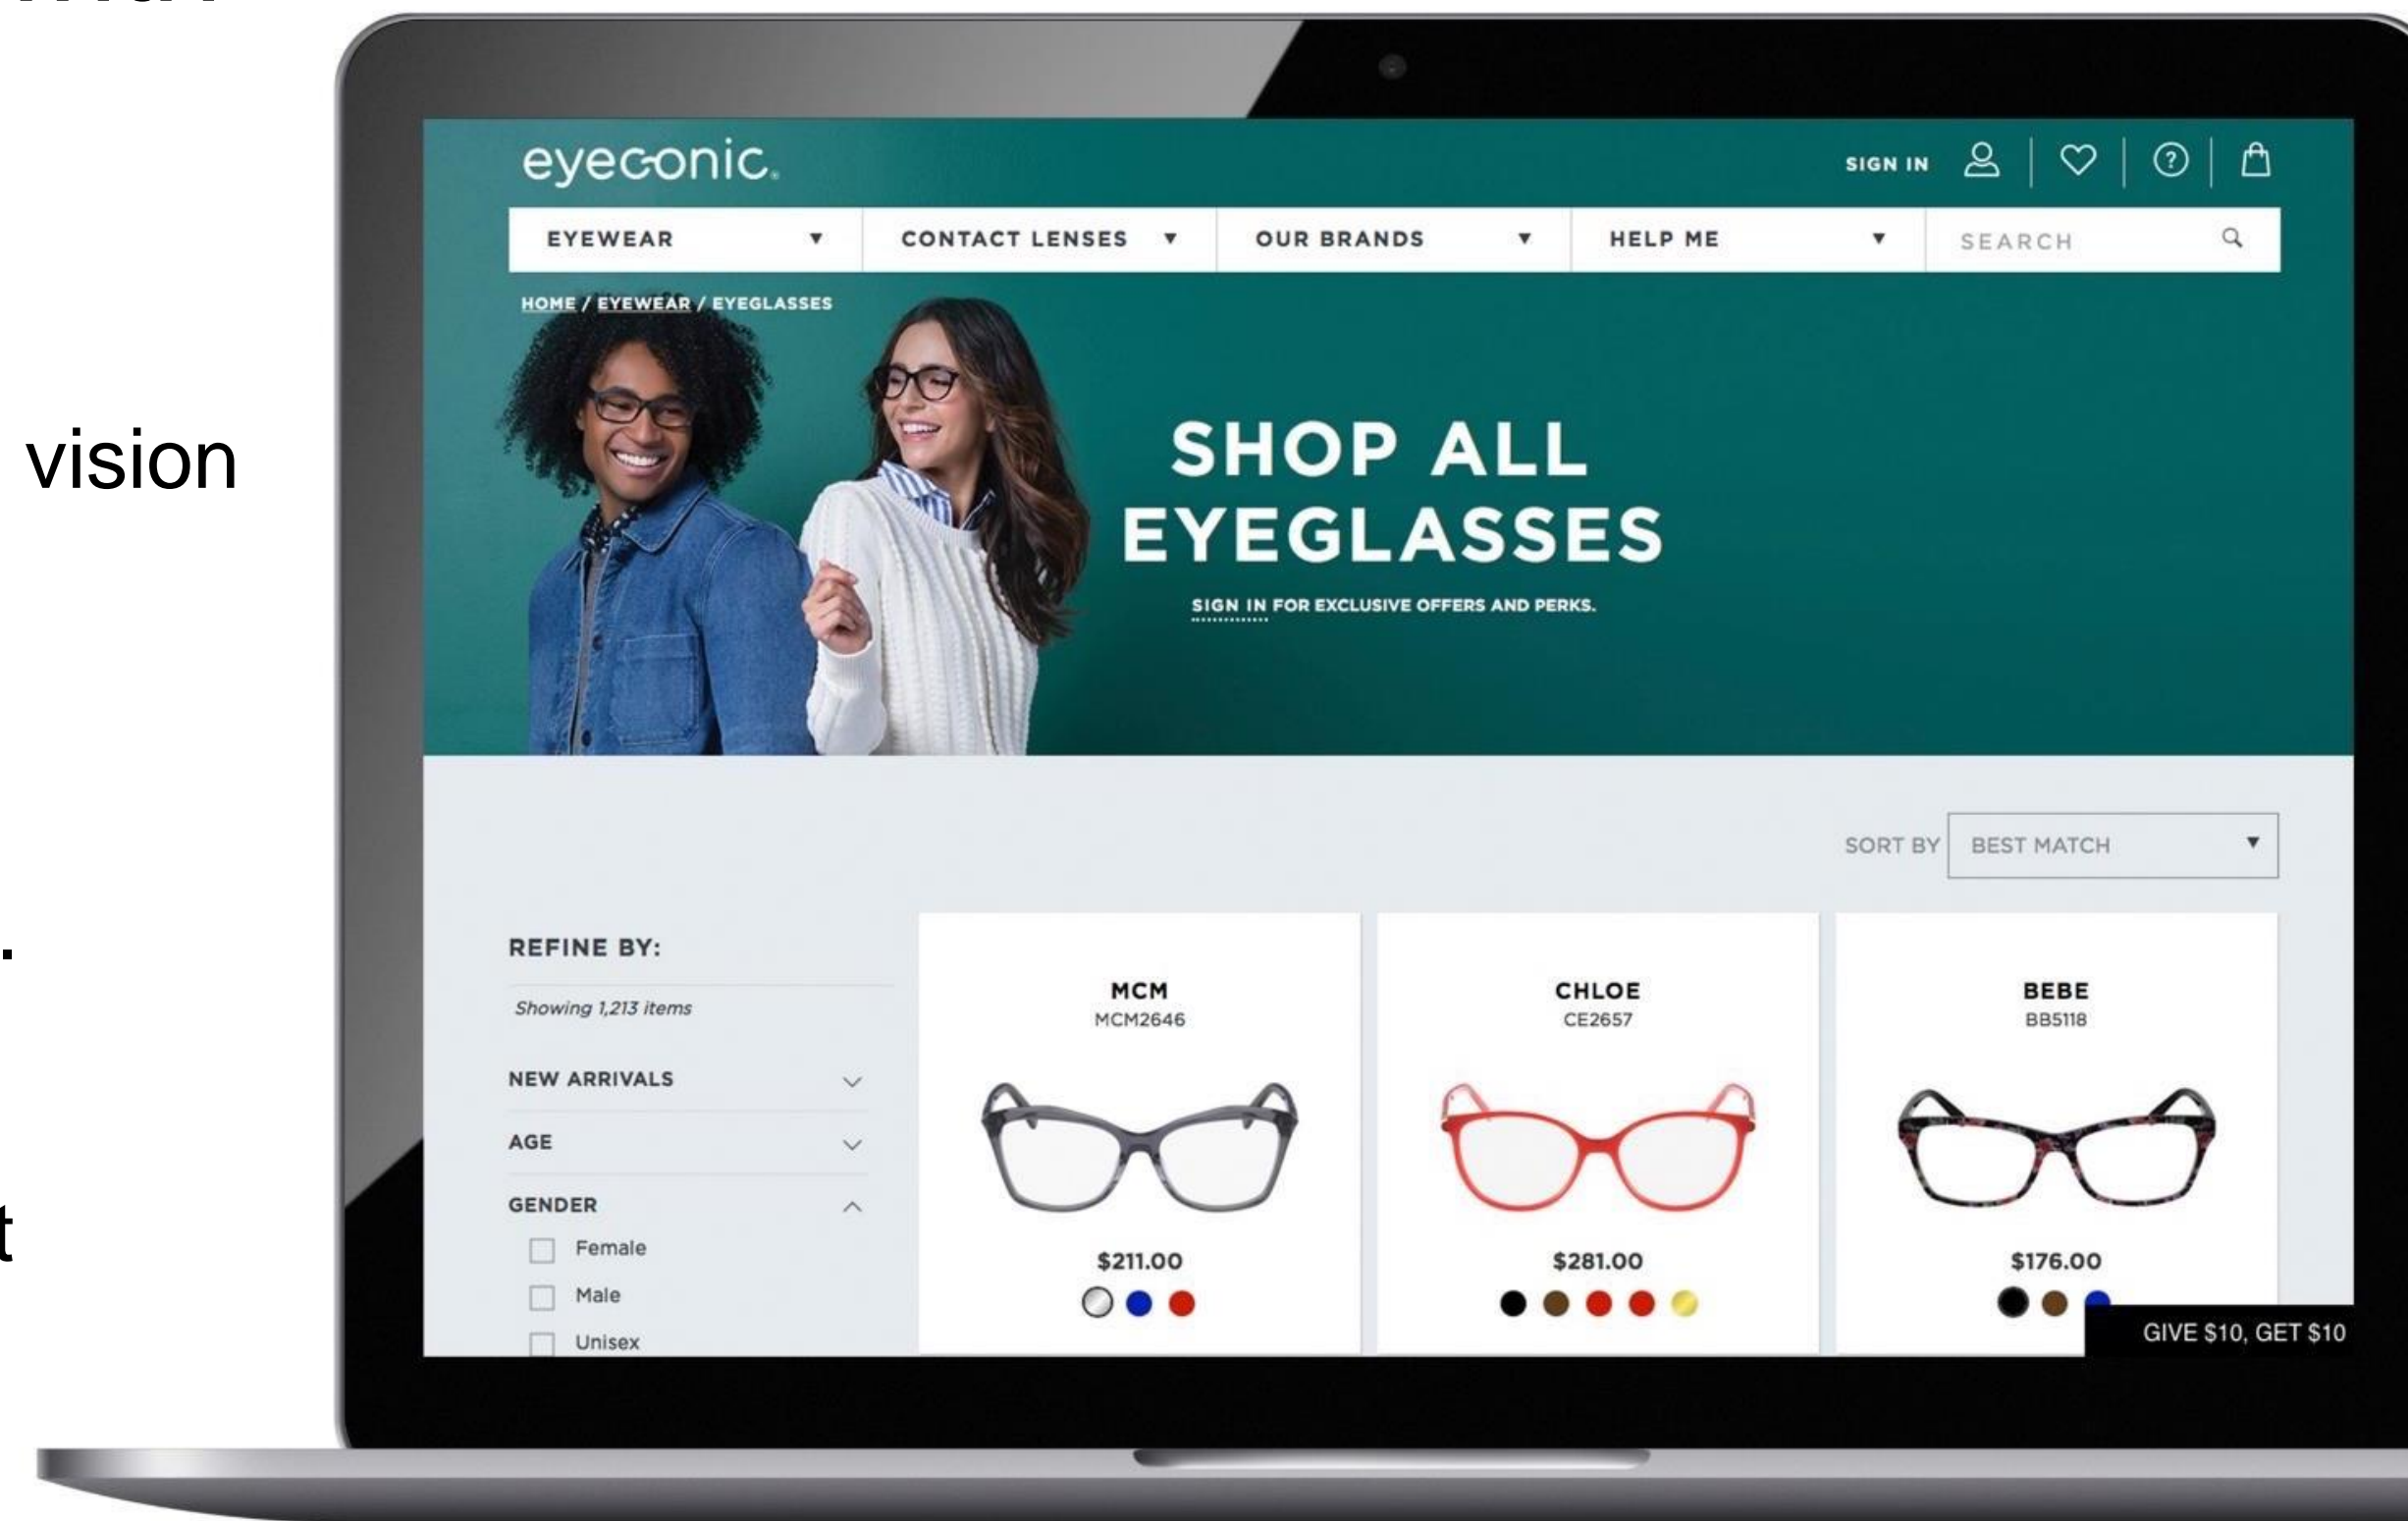 vision
.
t
eyeconic.
SIGN IN
EYEWEAR CONTACT LENSES OUR BRANDS HELP ME SEARCH
HOME / EYEWEAR / EYEGLASSES
SHOP ALL
EYEGLASSES
SIGN IN FOR EXCLUSIVE OFFERS AND PERKS.
SORT BY BEST MATCH
REFINE BY:
Showing 1,213 items
NEW ARRIVALS
AGE
GENDER
Female
Male
Unisex
MCM
MCM2646
$211.00
CHLOE
CE2657
$281.00
BEBE
BB5118
$176.00
GIVE $10, GET $10